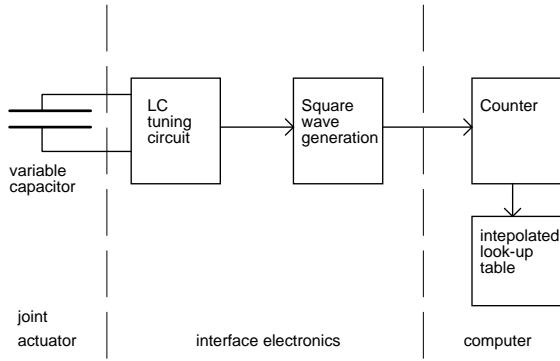 LC
tuning
circuit
Square
wave
generation
Counter
variable
capacitor
intepolated
look-up
table
joint
actuator
interface electronics
computer